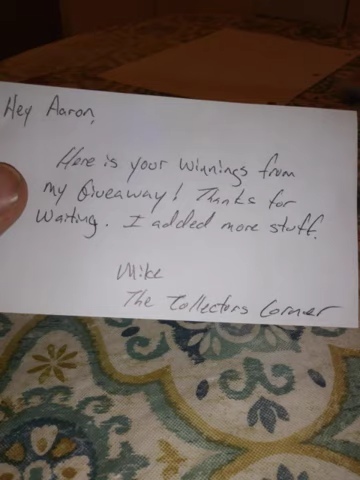 Hey Aaron,
Here is your winnings from
my Giveaway! Thanks for
waiting. I added more stuff.
Mike
The Collectors Corner